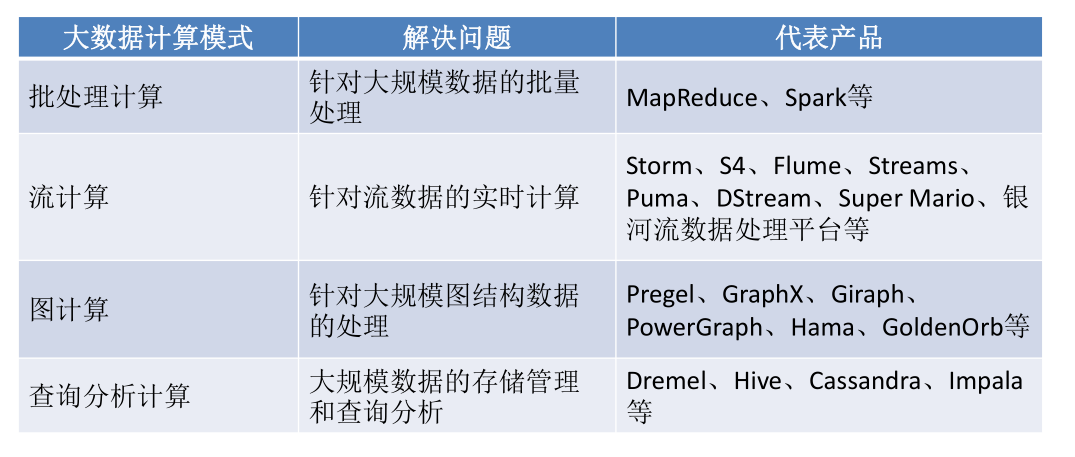 大数据计算模式
解决问题
代表产品
批处理计算
针对大规模数据的批量
处理
MapReduce、Spark等
流计算
针对流数据的实时计算
Storm、S4、Flume、Streams、
Puma、DStream、Super Mario、银
河流数据处理平台等
图计算
针对大规模图结构数据
的处理
Pregel、GraphX、Giraph、
PowerGraph、Hama、GoldenOrb等
查询分析计算
大规模数据的存储管理
和查询分析
Dremel、Hive、Cassandra、Impala
等